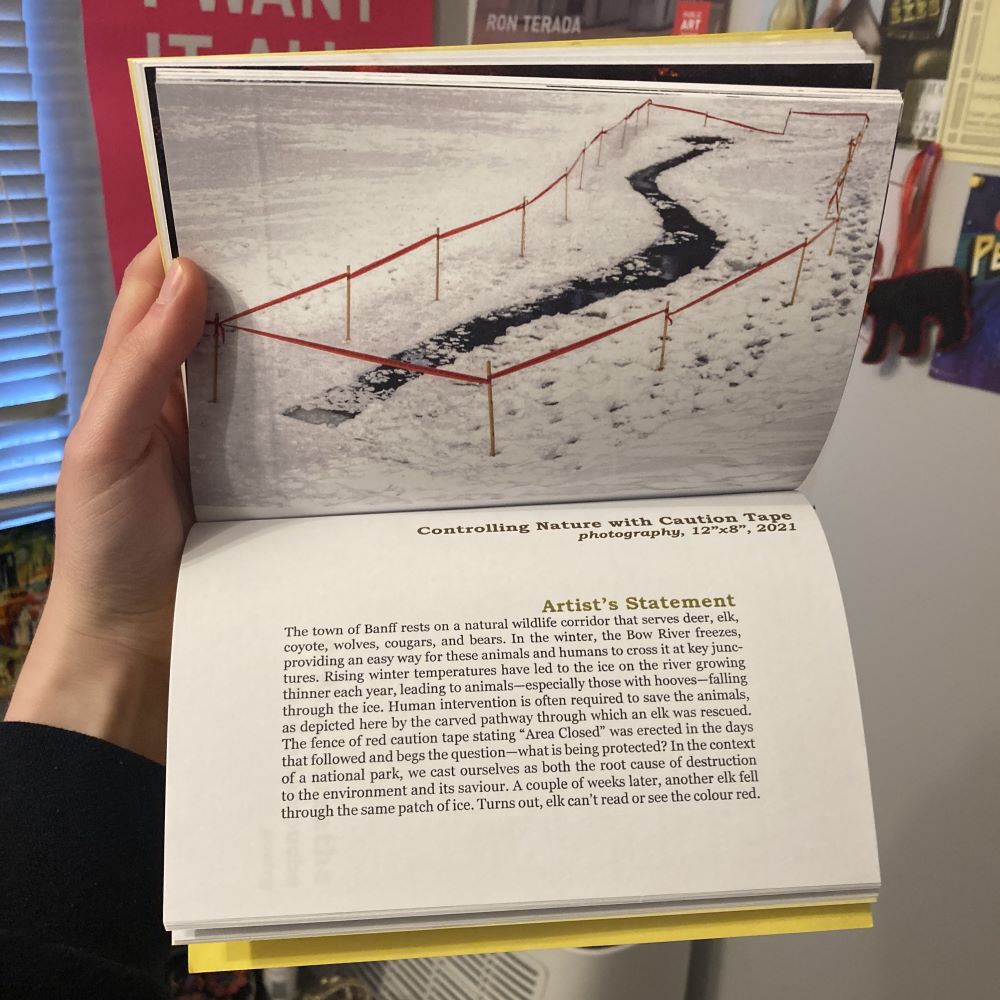 I WANT
IT ALL
RON TERADA
PUBLIC
ART
Controlling Nature with Caution Tape
photography, 12”x8”, 2021
Artist’s Statement
The town of Banff rests on a natural wildlife corridor that serves deer, elk,
coyote, wolves, cougars, and bears. In the winter, the Bow River freezes,
providing an easy way for these animals and humans to cross it at key junc-
tures. Rising winter temperatures have led to the ice on the river growing
thinner each year, leading to animals—especially those with hooves—falling
through the ice. Human intervention is often required to save the animals,
as depicted here by the carved pathway through which an elk was rescued.
The fence of red caution tape stating “Area Closed” was erected in the days
that followed and begs the question—what is being protected? In the context
of a national park, we cast ourselves as both the root cause of destruction
to the environment and its saviour. A couple of weeks later, another elk fell
through the same patch of ice. Turns out, elk can’t read or see the colour red.